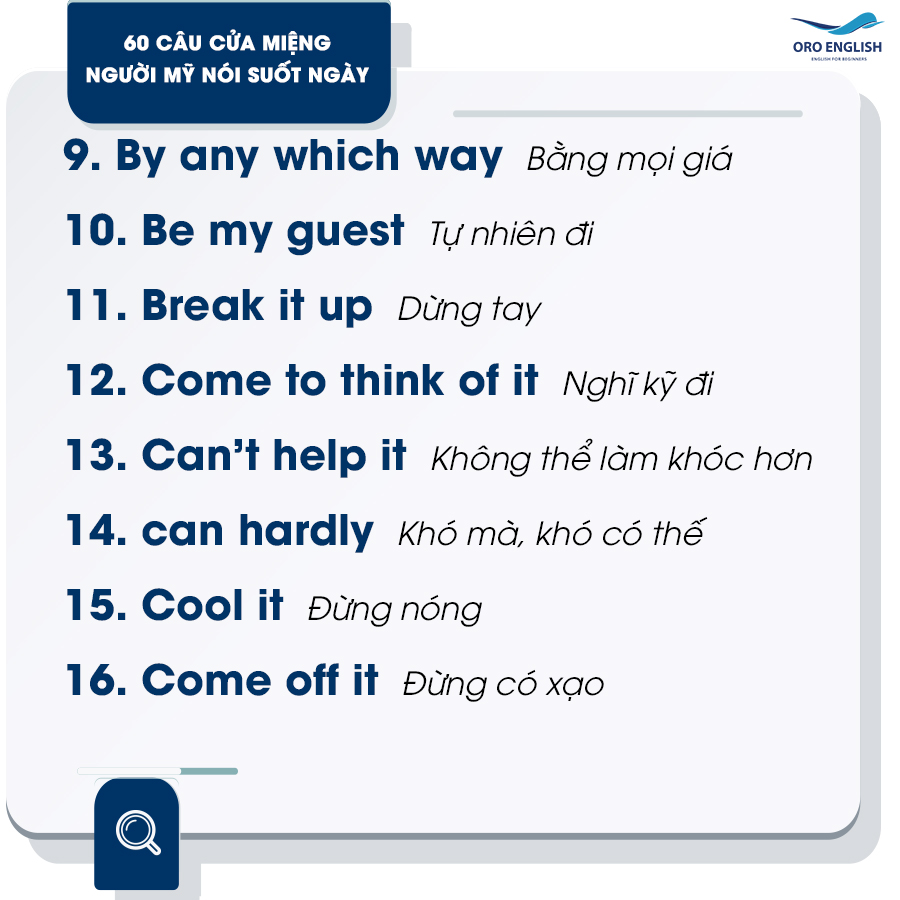 60 CÂU CỬA MIỆNG
NGƯỜI MỸ NÓI SUỐT NGÀY
ORO ENGLISH
ENGLISH FOR BEGINNERS
9. By any which way Bằng mọi giá
10. Be my guest Tự nhiên đi
11. Break it up Dừng tay
12. Come to think of it Nghĩ kỹ đi
13. Can’t help it Không thể làm khóc hơn
14. can hardly Khó mà, khó có thế
15. Cool it Đừng nóng
16. Come off it Đừng có xạo